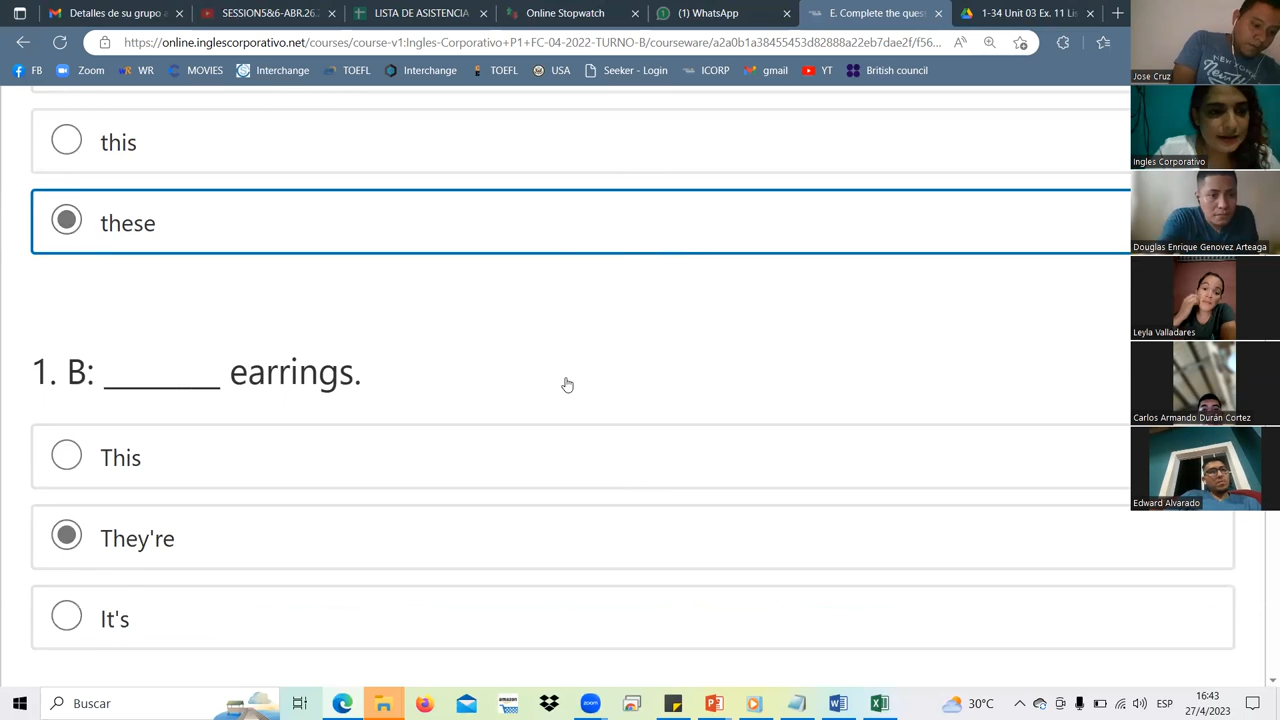 Detalles de su grupo a
SESSION5&6-ABR.26
LISTA DE ASISTENCIA
Online Stopwatch
(1) WhatsApp
E. Complete the ques
1-34 Unit 03 Ex. 11 Lis
https://online.inglescorporativo.net/courses/course-v1:Ingles-Corporativo+P1+FC-04-2022-TURNO-B/courseware/a2a0b1a38455453d82888a22eb7dae2f/f56...
FB
Zoom
WR
MOVIES
Interchange
TOEFL
Interchange
TOEFL
USA
Seeker - Login
ICORP
gmail
YT
British council
this
these
1. B: ________ earrings.
This
They're
It's
Jose Cruz
Ingles Corporativo
Douglas Enrique Genovez Arteaga
Leyla Valladares
Carlos Armando Durán Cortez
Edward Alvarado
Buscar
30°C
ESP
16:43
27/4/2023